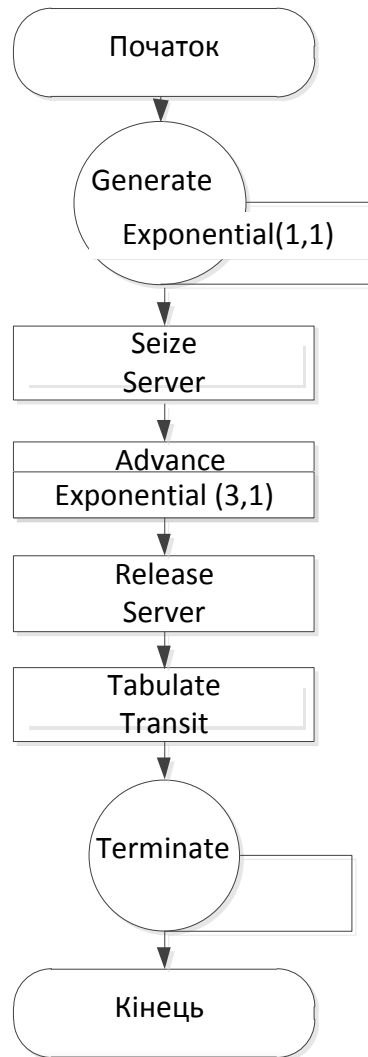 Початок
Generate
Exponential(1,1)
Seize
Server
Advance
Exponential (3,1)
Release
Server
Tabulate
Transit
Terminate
Кінець